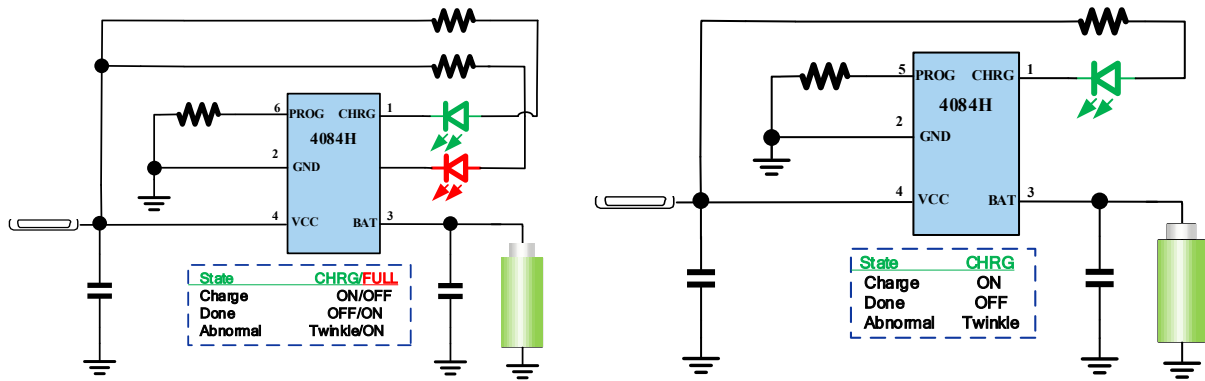 6 PROG CHRG 1
4084H
2 GND
4 VCC BAT 3
State CHRG/FULL
Charge ON/OFF
Done OFF/ON
Abnormal Twinkle/ON
5 PROG CHRG 1
4084H
2 GND
4 VCC BAT 3
State CHRG
Charge ON
Done OFF
Abnormal Twinkle